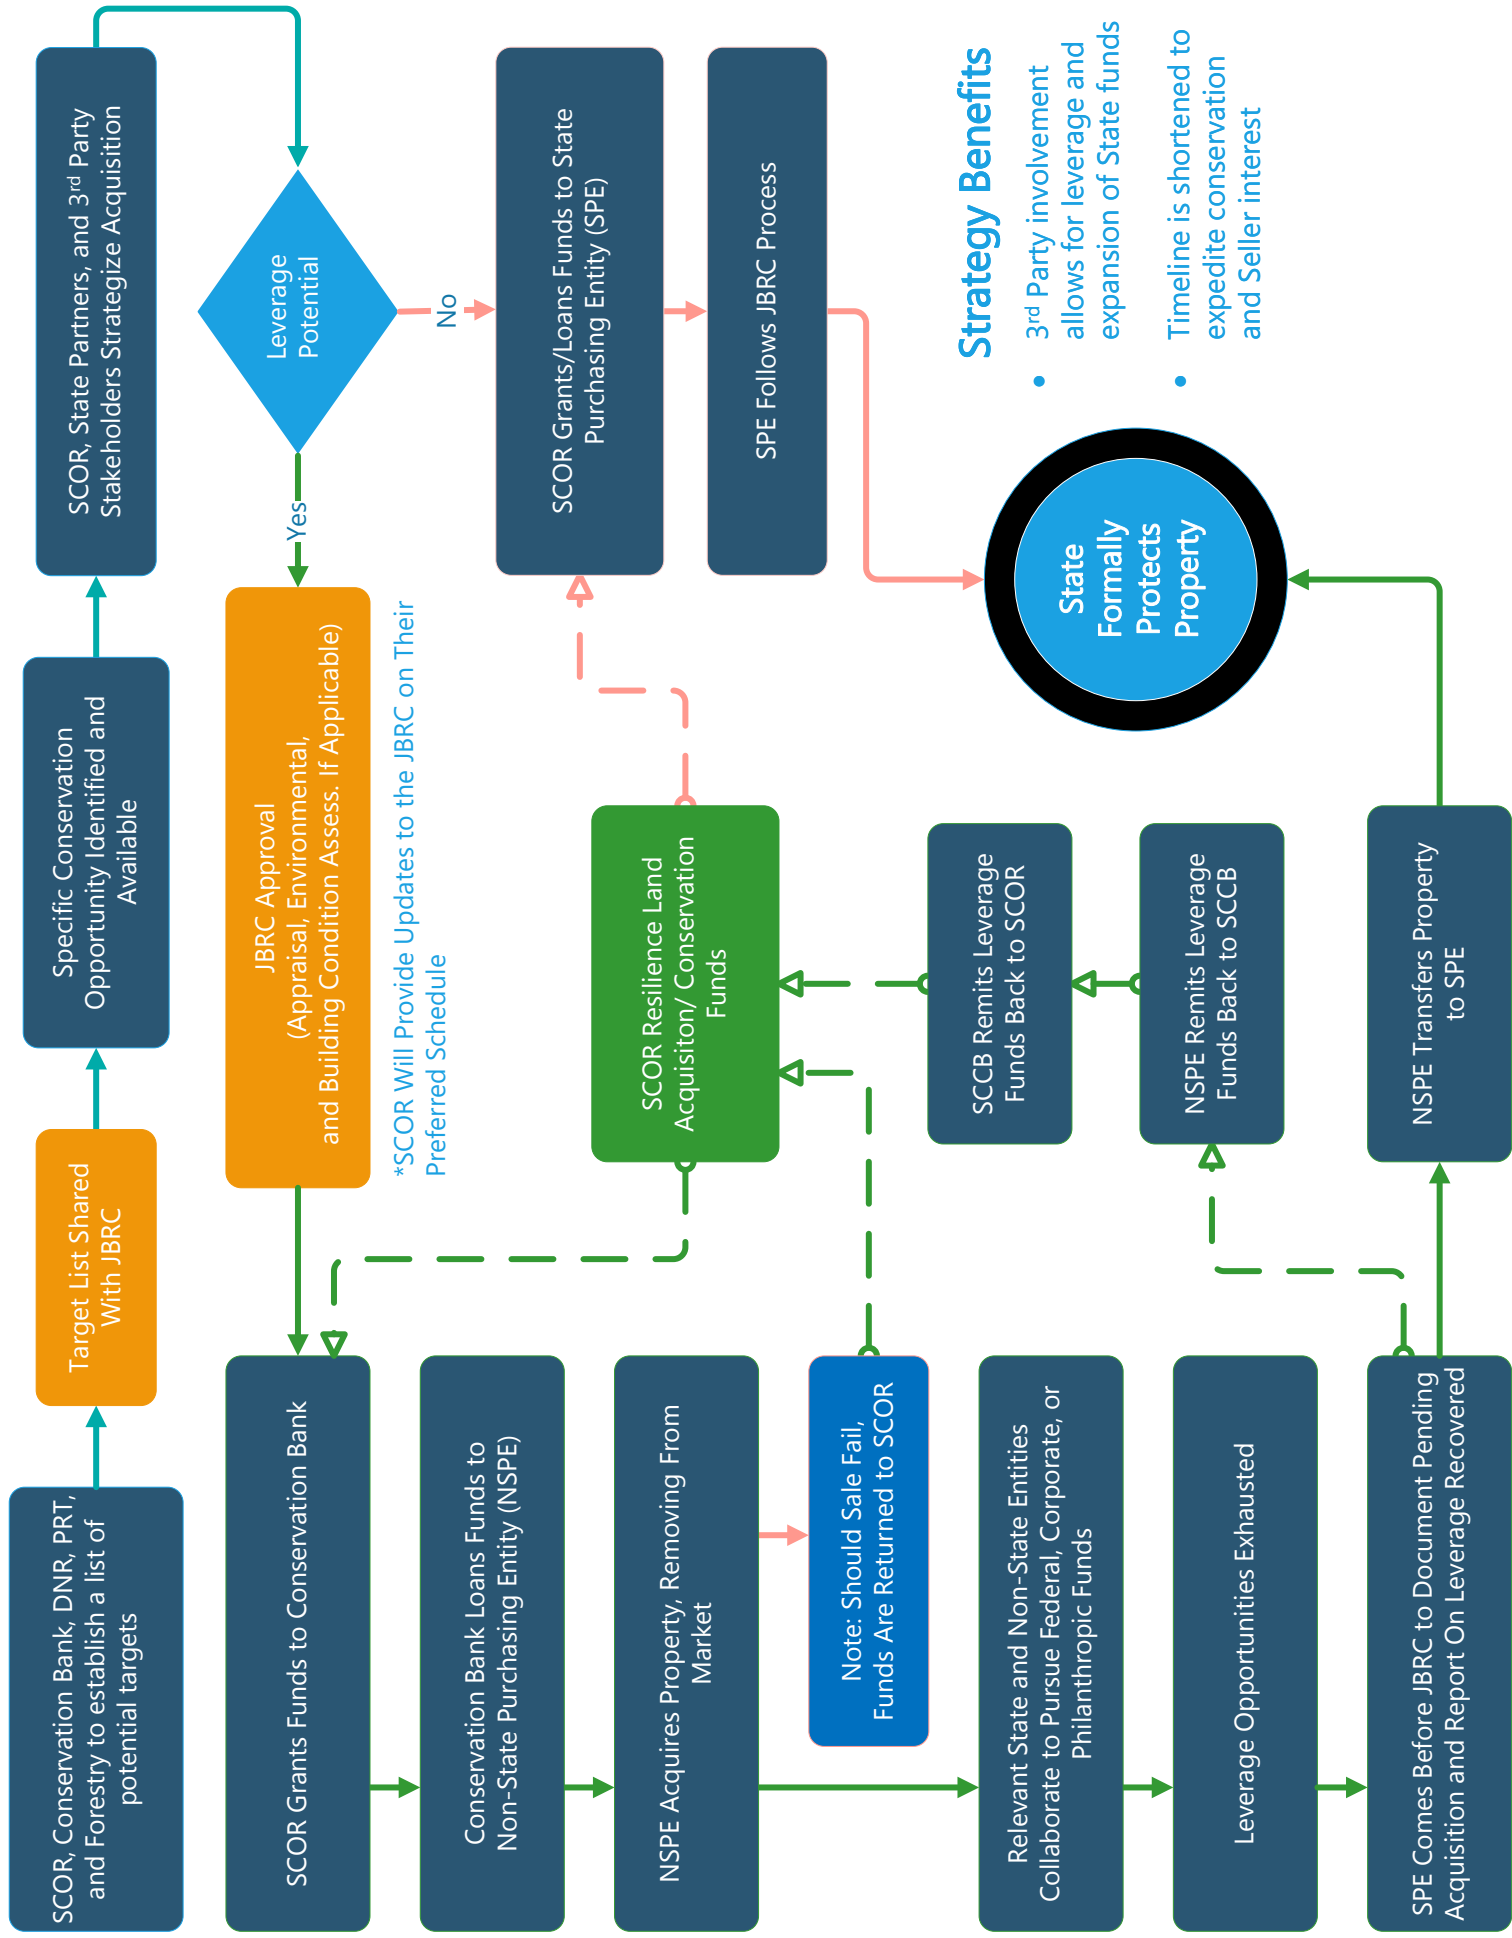 SCOR, Conservation Bank, DNR, PRT,
and Forestry to establish a list of
potential targets
Target List Shared
With JBRC
Specific Conservation
Opportunity Identified and
Available
SCOR, State Partners, and 3rd Party
Stakeholders Strategize Acquisition
Leverage
Potential
Yes
No
JBRC Approval
(Appraisal, Environmental,
and Building Condition Assess. If Applicable)
*SCOR Will Provide Updates to the JBRC on Their
Preferred Schedule
SCOR Grants Funds to Conservation Bank
Conservation Bank Loans Funds to
Non-State Purchasing Entity (NSPE)
NSPE Acquires Property, Removing From
Market
Note: Should Sale Fail,
Funds Are Returned to SCOR
Relevant State and Non-State Entities
Collaborate to Pursue Federal, Corporate, or
Philanthropic Funds
Leverage Opportunities Exhausted
SPE Comes Before JBRC to Document Pending
Acquisition and Report On Leverage Recovered
SCOR Resilience Land
Acquisiton/ Conservation
Funds
SCCB Remits Leverage
Funds Back to SCOR
NSPE Remits Leverage
Funds Back to SCCB
NSPE Transfers Property
to SPE
SCOR Grants/Loans Funds to State
Purchasing Entity (SPE)
SPE Follows JBRC Process
State
Formally
Protects
Property
Strategy Benefits
• 3rd Party involvement
allows for leverage and
expansion of State funds
• Timeline is shortened to
expedite conservation
and Seller interest